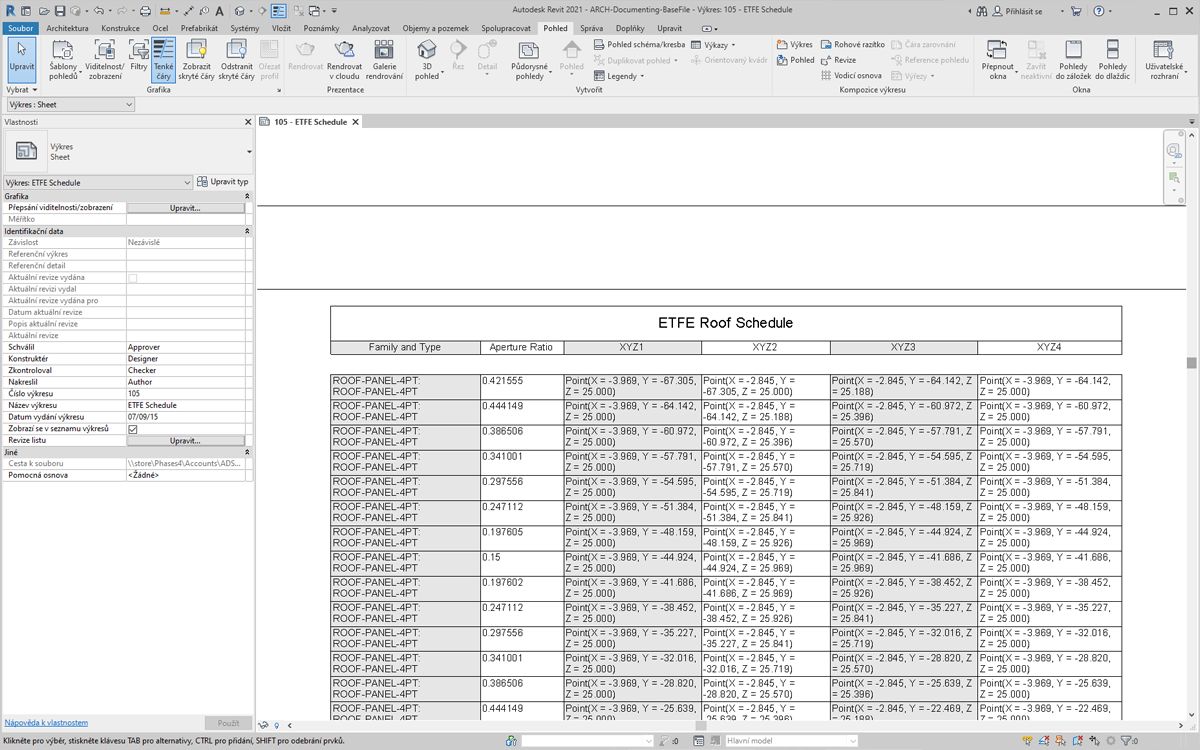 Autodesk Revit 2021 - ARCH-Documenting-BaseFile - Výkres: 105 - ETFE Schedule
Přihlásit se
Soubor Architektura Konstrukce Ocel Prefabrikát Systémy Vložit Poznámky Analyzovat Objemy a pozemek Spolupracovat Pohled Správa Doplňky Upravit
Upravit
Šablony pohledu
Viditelnost/ zobrazení
Filtry
Tenké čáry
Zobrazit skryté čáry
Odstranit skryté čáry
Ořezat profil
Rendrovat
Rendrovat v cloudu
Galerie rendrování
3D pohled
Řez
Detail
Půdorysné pohledy
Pohled
Pohled schéma/kresba
Duplikovat pohled
Legendy
Výkazy
Orientovaný kvádr
Výkres
Pohled
Rohové razítko
Revize
Vodicí osnova
Čára zarovnání
Reference pohledu
Výřezy
Přepnout okna
Zavřít neaktivní
Pohledy do záložek
Pohledy do dlaždic
Uživatelské rozhraní
Vybrat Grafika Prezentace Vytvořit Kompozice výkresu Okna
Výkres : Sheet
Vlastnosti
105 - ETFE Schedule
Výkres
Sheet
Výkres: ETFE Schedule
Upravit typ
Grafika
Přepsání viditelnosti/zobrazení Upravit...
Měřítko
Identifikační data
Závislost Nezávislé
Referenční výkres
Referenční detail
Aktuální revize vydána
Aktuální revizi vydal
Aktuální revize vydána pro
Datum aktuální revize
Popis aktuální revize
Aktuální revize
Schválil Approver
Konstruktér Designer
Zkontroloval Checker
Nakreslil Author
Číslo výkresu 105
Název výkresu ETFE Schedule
Datum vydání výkresu 07/09/15
Zobrazí se v seznamu výkresů
Revize listu Upravit...
Jiné
Cesta k souboru \\store\Phases4\Accounts\ADS...
Pomocná osnova <Žádné>
Nápověda k vlastnostem
Použít
ETFE Roof Schedule
Family and Type Aperture Ratio XYZ1 XYZ2 XYZ3 XYZ4
ROOF-PANEL-4PT: 0.421555 Point(X = -3.969, Y = -67.305, Point(X = -2.845, Y = Point(X = -2.845, Y = -64.142, Z Point(X = -3.969, Y = -64.142,
ROOF-PANEL-4PT Z = 25.000) -67.305, Z = 25.000) = 25.188) Z = 25.000)
ROOF-PANEL-4PT: 0.444149 Point(X = -3.969, Y = -64.142, Point(X = -2.845, Y = Point(X = -2.845, Y = -60.972, Z Point(X = -3.969, Y = -60.972,
ROOF-PANEL-4PT Z = 25.000) -64.142, Z = 25.188) = 25.396) Z = 25.000)
ROOF-PANEL-4PT: 0.386506 Point(X = -3.969, Y = -60.972, Point(X = -2.845, Y = Point(X = -2.845, Y = -57.791, Z Point(X = -3.969, Y = -57.791,
ROOF-PANEL-4PT Z = 25.000) -60.972, Z = 25.396) = 25.570) Z = 25.000)
ROOF-PANEL-4PT: 0.341001 Point(X = -3.969, Y = -57.791, Point(X = -2.845, Y = Point(X = -2.845, Y = -54.595, Z Point(X = -3.969, Y = -54.595,
ROOF-PANEL-4PT Z = 25.000) -57.791, Z = 25.570) = 25.719) Z = 25.000)
ROOF-PANEL-4PT: 0.297556 Point(X = -3.969, Y = -54.595, Point(X = -2.845, Y = Point(X = -2.845, Y = -51.384, Z Point(X = -3.969, Y = -51.384,
ROOF-PANEL-4PT Z = 25.000) -54.595, Z = 25.719) = 25.841) Z = 25.000)
ROOF-PANEL-4PT: 0.247112 Point(X = -3.969, Y = -51.384, Point(X = -2.845, Y = Point(X = -2.845, Y = -48.159, Z Point(X = -3.969, Y = -48.159,
ROOF-PANEL-4PT Z = 25.000) -51.384, Z = 25.841) = 25.926) Z = 25.000)
ROOF-PANEL-4PT: 0.197605 Point(X = -3.969, Y = -48.159, Point(X = -2.845, Y = Point(X = -2.845, Y = -44.924, Z Point(X = -3.969, Y = -44.924,
ROOF-PANEL-4PT Z = 25.000) -48.159, Z = 25.926) = 25.969) Z = 25.000)
ROOF-PANEL-4PT: 0.15 Point(X = -3.969, Y = -44.924, Point(X = -2.845, Y = Point(X = -2.845, Y = -41.686, Z Point(X = -3.969, Y = -41.686,
ROOF-PANEL-4PT Z = 25.000) -44.924, Z = 25.969) = 25.969) Z = 25.000)
ROOF-PANEL-4PT: 0.197602 Point(X = -3.969, Y = -41.686, Point(X = -2.845, Y = Point(X = -2.845, Y = -38.452, Z Point(X = -3.969, Y = -38.452,
ROOF-PANEL-4PT Z = 25.000) -41.686, Z = 25.969) = 25.926) Z = 25.000)
ROOF-PANEL-4PT: 0.247112 Point(X = -3.969, Y = -38.452, Point(X = -2.845, Y = Point(X = -2.845, Y = -35.227, Z Point(X = -3.969, Y = -35.227,
ROOF-PANEL-4PT Z = 25.000) -38.452, Z = 25.926) = 25.841) Z = 25.000)
ROOF-PANEL-4PT: 0.297556 Point(X = -3.969, Y = -35.227, Point(X = -2.845, Y = Point(X = -2.845, Y = -32.016, Z Point(X = -3.969, Y = -32.016,
ROOF-PANEL-4PT Z = 25.000) -35.227, Z = 25.841) = 25.719) Z = 25.000)
ROOF-PANEL-4PT: 0.341001 Point(X = -3.969, Y = -32.016, Point(X = -2.845, Y = Point(X = -2.845, Y = -28.820, Z Point(X = -3.969, Y = -28.820,
ROOF-PANEL-4PT Z = 25.000) -32.016, Z = 25.719) = 25.570) Z = 25.000)
ROOF-PANEL-4PT: 0.386506 Point(X = -3.969, Y = -28.820, Point(X = -2.845, Y = Point(X = -2.845, Y = -25.639, Z Point(X = -3.969, Y = -25.639,
ROOF-PANEL-4PT Z = 25.000) -28.820, Z = 25.570) = 25.396) Z = 25.000)
ROOF-PANEL-4PT: 0.444149 Point(X = -3.969, Y = -25.639, Point(X = -2.845, Y = Point(X = -2.845, Y = -22.469, Z Point(X = -3.969, Y = -22.469,
ROOF-PANEL-4PT Z = 25.000) -25.639, Z = 25.396) = 25.188) Z = 25.000)
Klikněte pro výběr, stiskněte klávesu TAB pro alternativy, CTRL pro přidání, SHIFT pro odebrání prvků.
:0
Hlavní model
:0